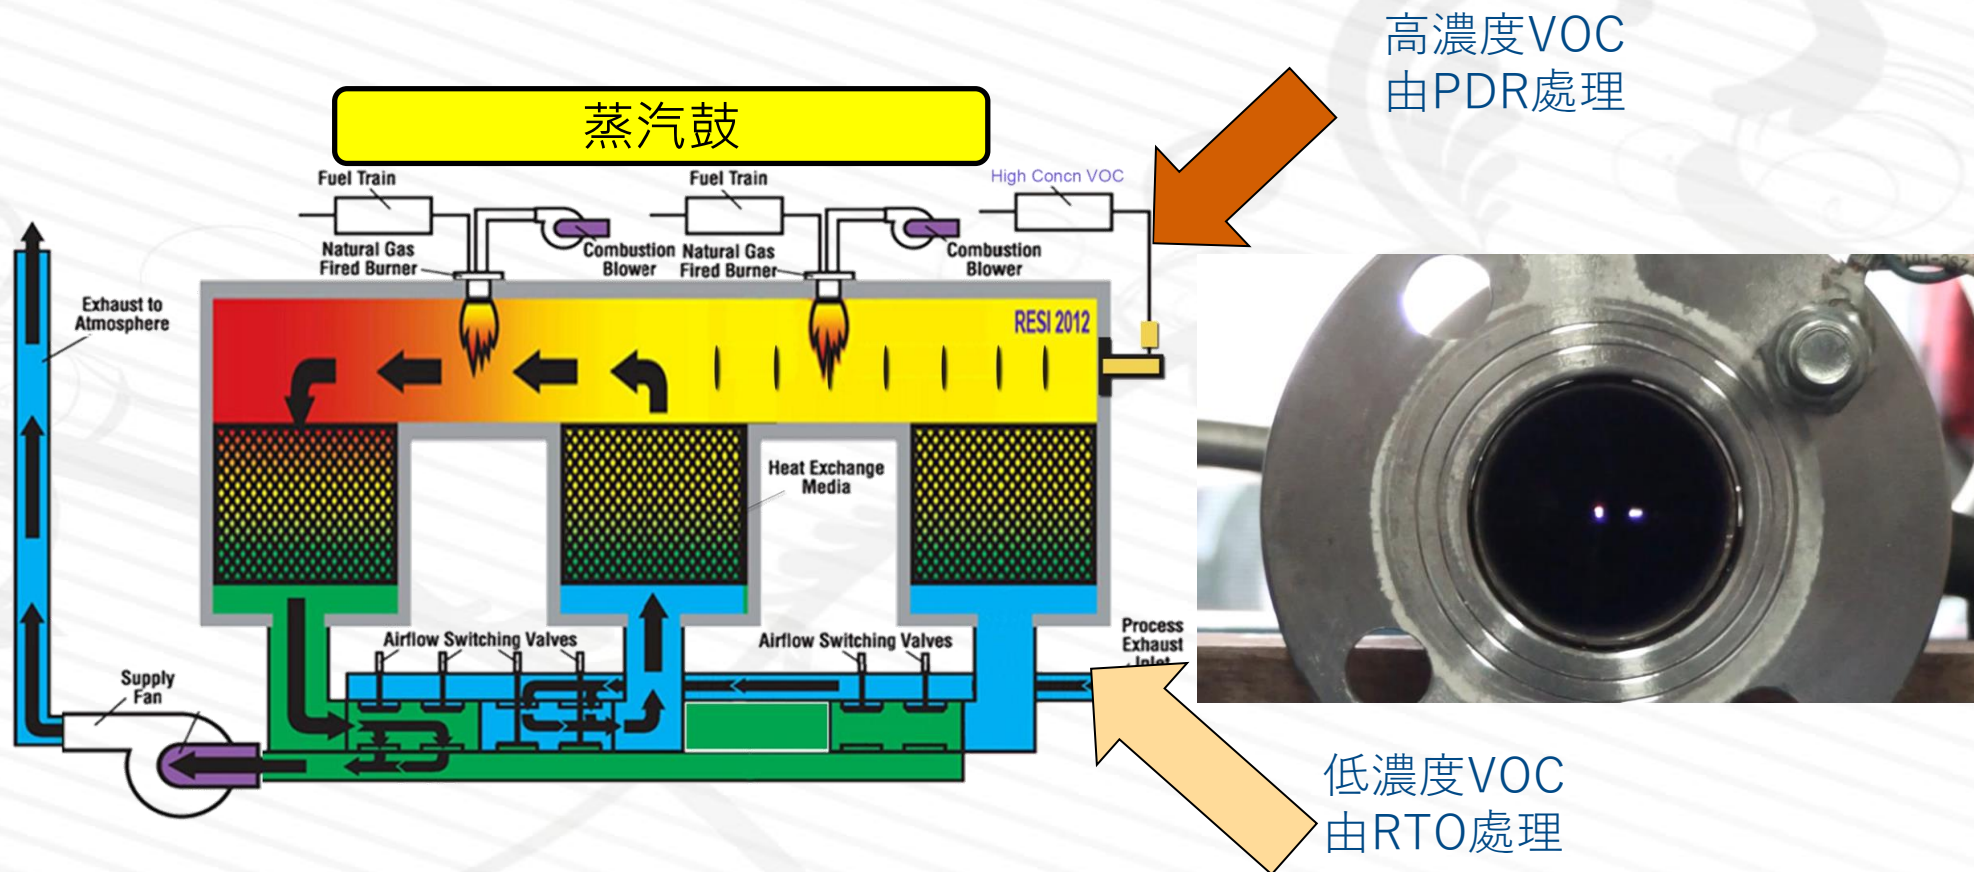 高濃度VOC
由PDR處理
蒸汽鼓
Fuel Train
Fuel Train
High Concn VOC
Natural Gas
Fired Burner
Combustion
Blower
Natural Gas
Fired Burner
Combustion
Blower
Exhaust to
Atmosphere
RESI 2012
Heat Exchange
Media
Airflow Switching Valves
Airflow Switching Valves
Process
Exhaust
Inlet
Supply
Fan
低濃度VOC
由RTO處理